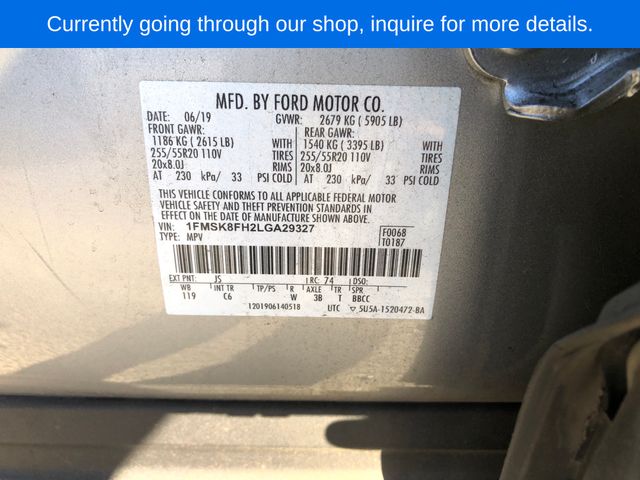 Currently going through our shop, inquire for more details.
MFD. BY FORD MOTOR CO.
DATE: 06/19 GVWR: 2679 KG ( 5905 LB)
FRONT GAWR: REAR GAWR:
1186 KG ( 2615 LB) WITH 1540 KG ( 3395 LB) WITH
255/55R20 110V TIRES 255/55R20 110V TIRES
20x8.0J RIMS 20x8.0J RIMS
AT 230 kPa/ 33 PSI COLD AT 230 kPa/ 33 PSI COLD
THIS VEHICLE CONFORMS TO ALL APPLICABLE FEDERAL MOTOR
VEHICLE SAFETY AND THEFT PREVENTION STANDARDS IN
EFFECT ON THE DATE OF MANUFACTURE SHOWN ABOVE.
VIN: 1FMSK8FH2LGA29327 F0068
TYPE: MPV T0187
EXT PNT: JS RC: 74 DSO:
WB INT TR TP/PS R AXLE TR SPR
119 C6 W 3B T BBCC
1201906140518 UTC ▽ 5U5A-1520472-BA